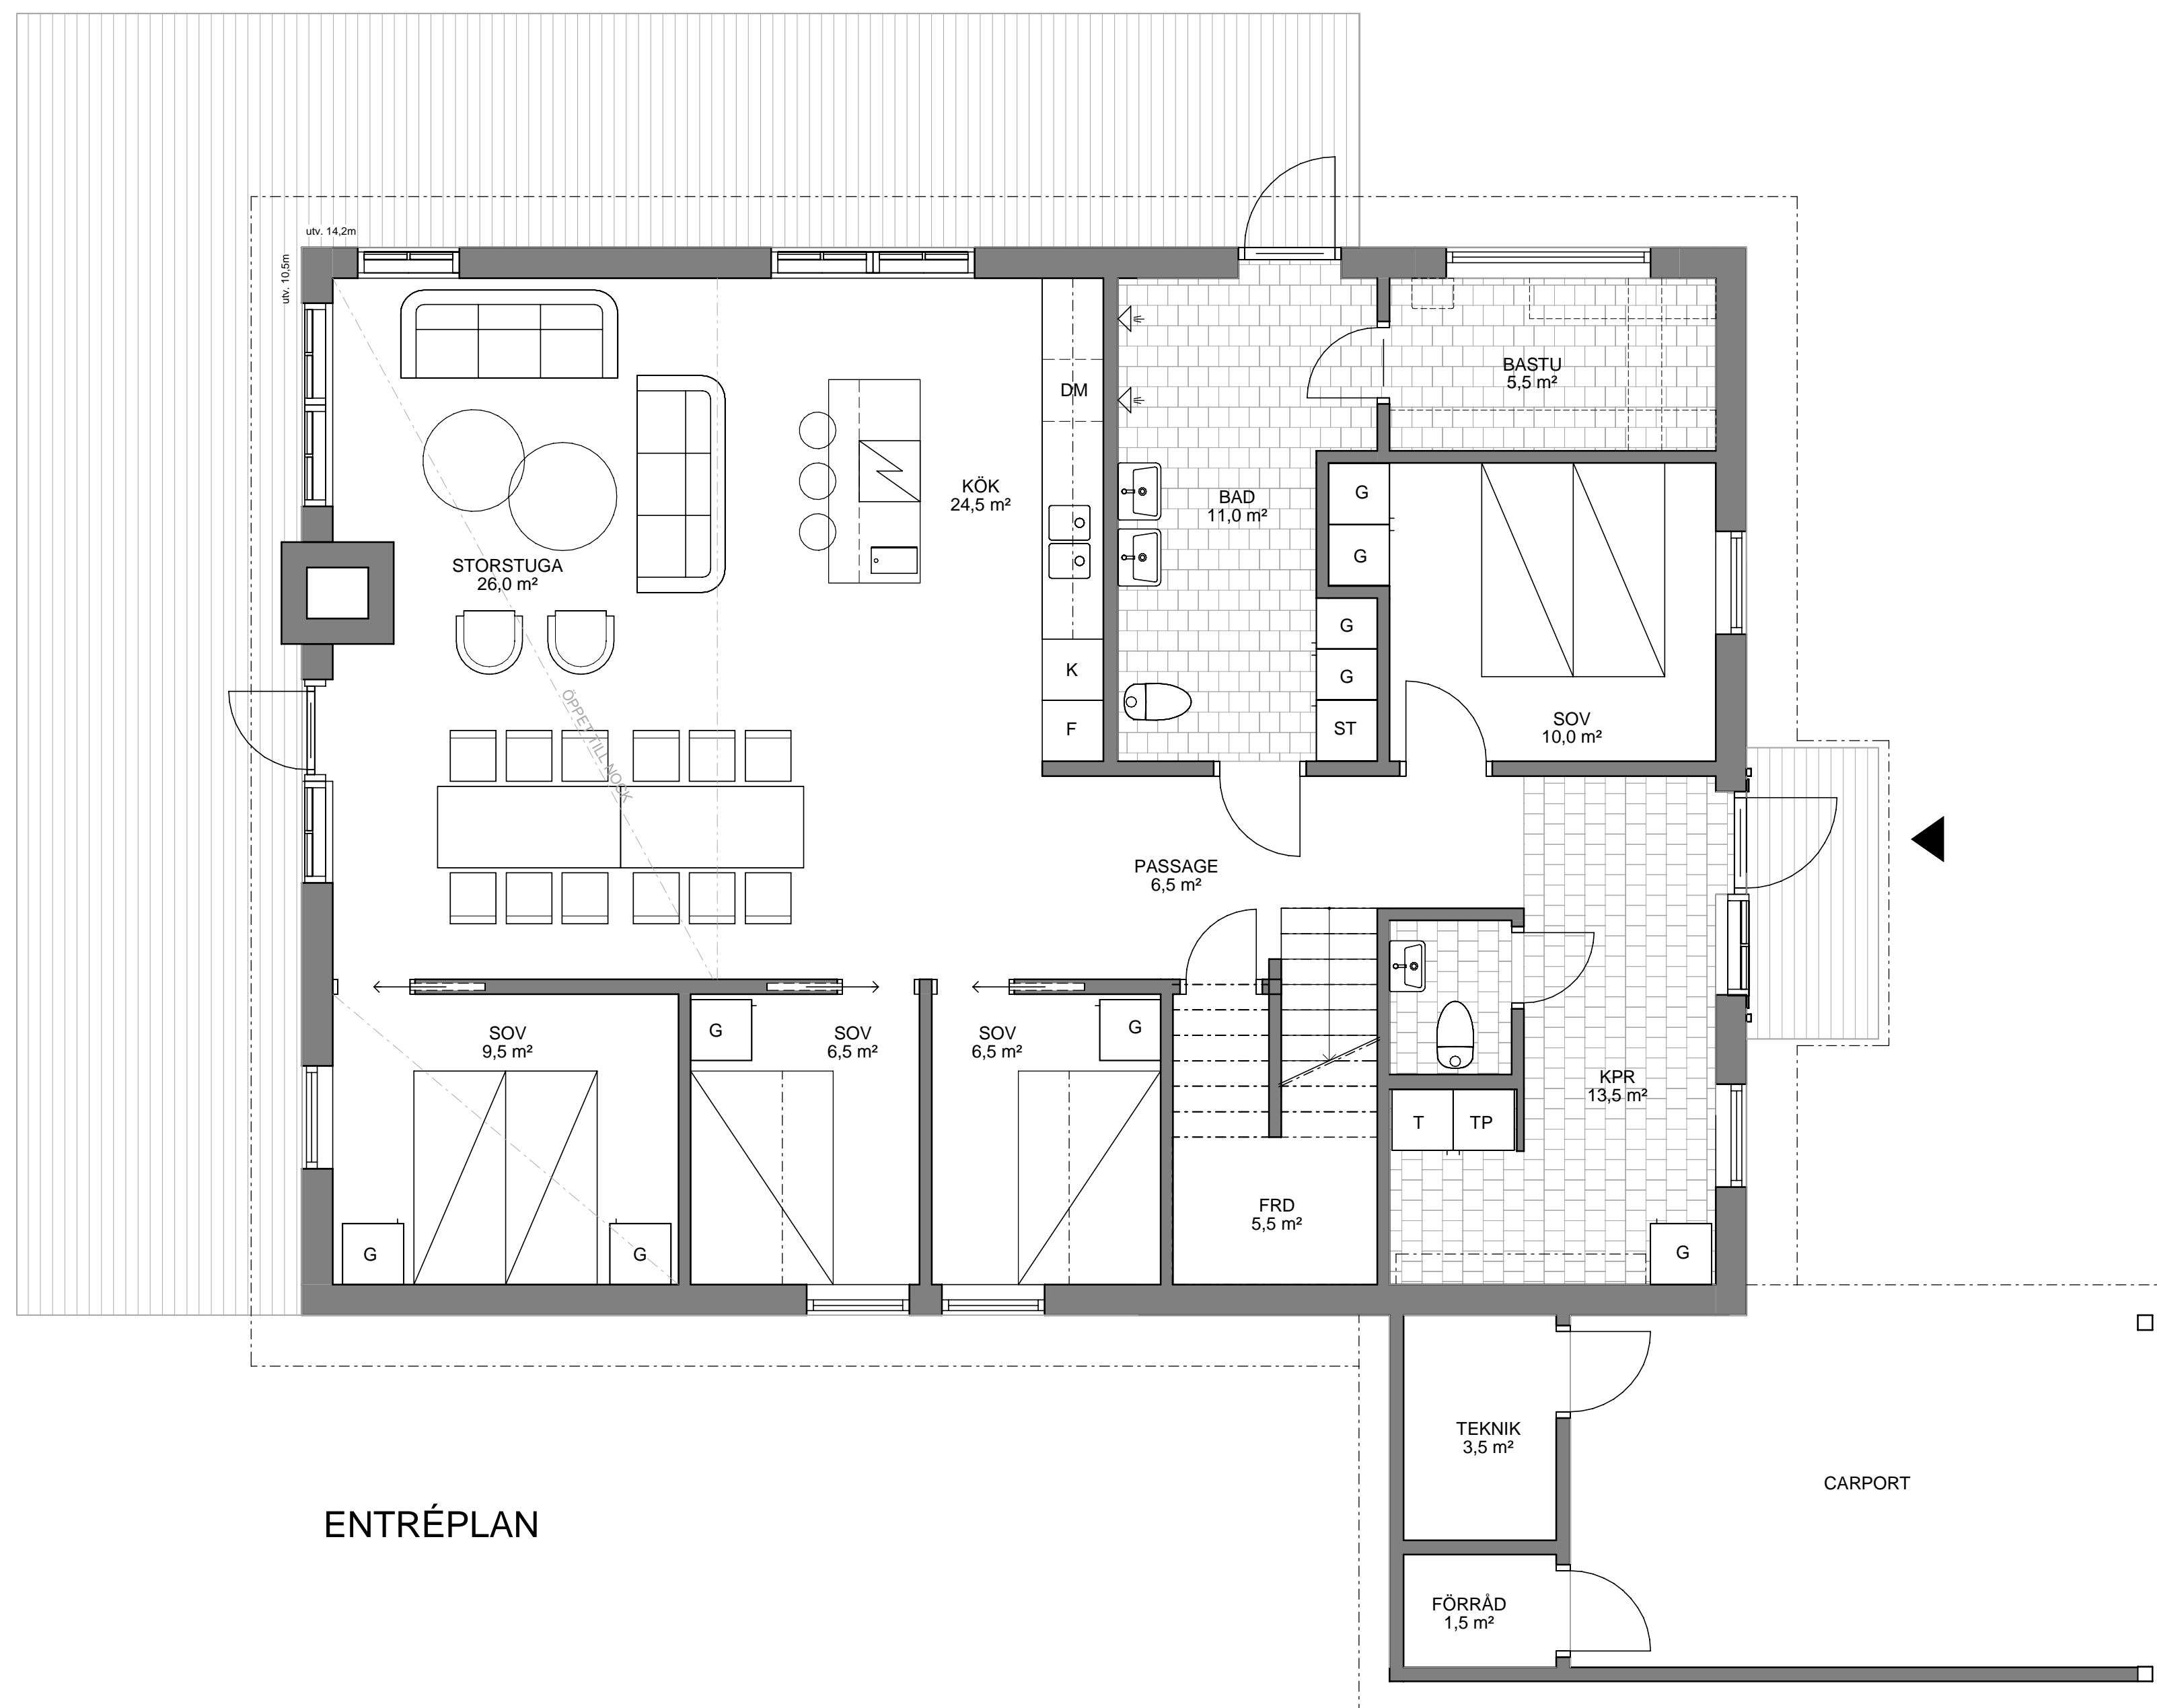 utv. 14,2m
utv. 10,5m
BASTU
5,5 m²
DM
KÖK
24,5 m²
BAD
11,0 m²
G
G
STORSTUGA
26,0 m²
G
G
K
ST
F
SOV
10,0 m²
ÖPPET TILL NOCK
PASSAGE
6,5 m²
SOV
9,5 m²
G
SOV
6,5 m²
SOV
6,5 m²
G
KPR
13,5 m²
T
TP
FRD
5,5 m²
G
G
G
TEKNIK
3,5 m²
CARPORT
ENTRÉPLAN
FÖRRÅD
1,5 m²